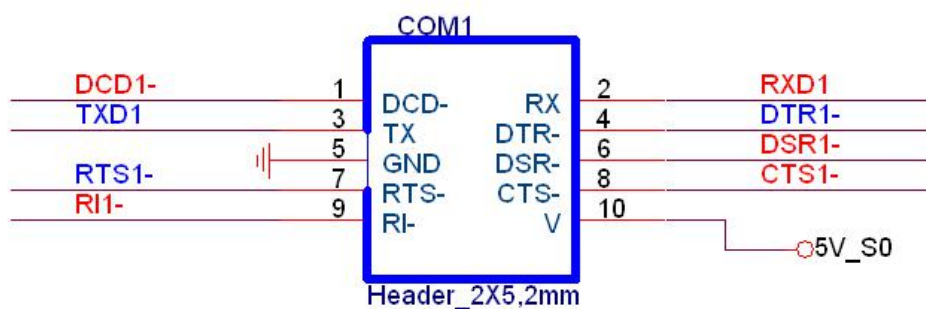 COM1
DCD1- 1 DCD- RX 2 RXD1
TXD1 3 TX DTR- 4 DTR1-
5 GND DSR- 6 DSR1-
RTS1- 7 RTS- CTS- 8 CTS1-
RI1- 9 RI- V 10
5V_S0
Header_2X5,2mm